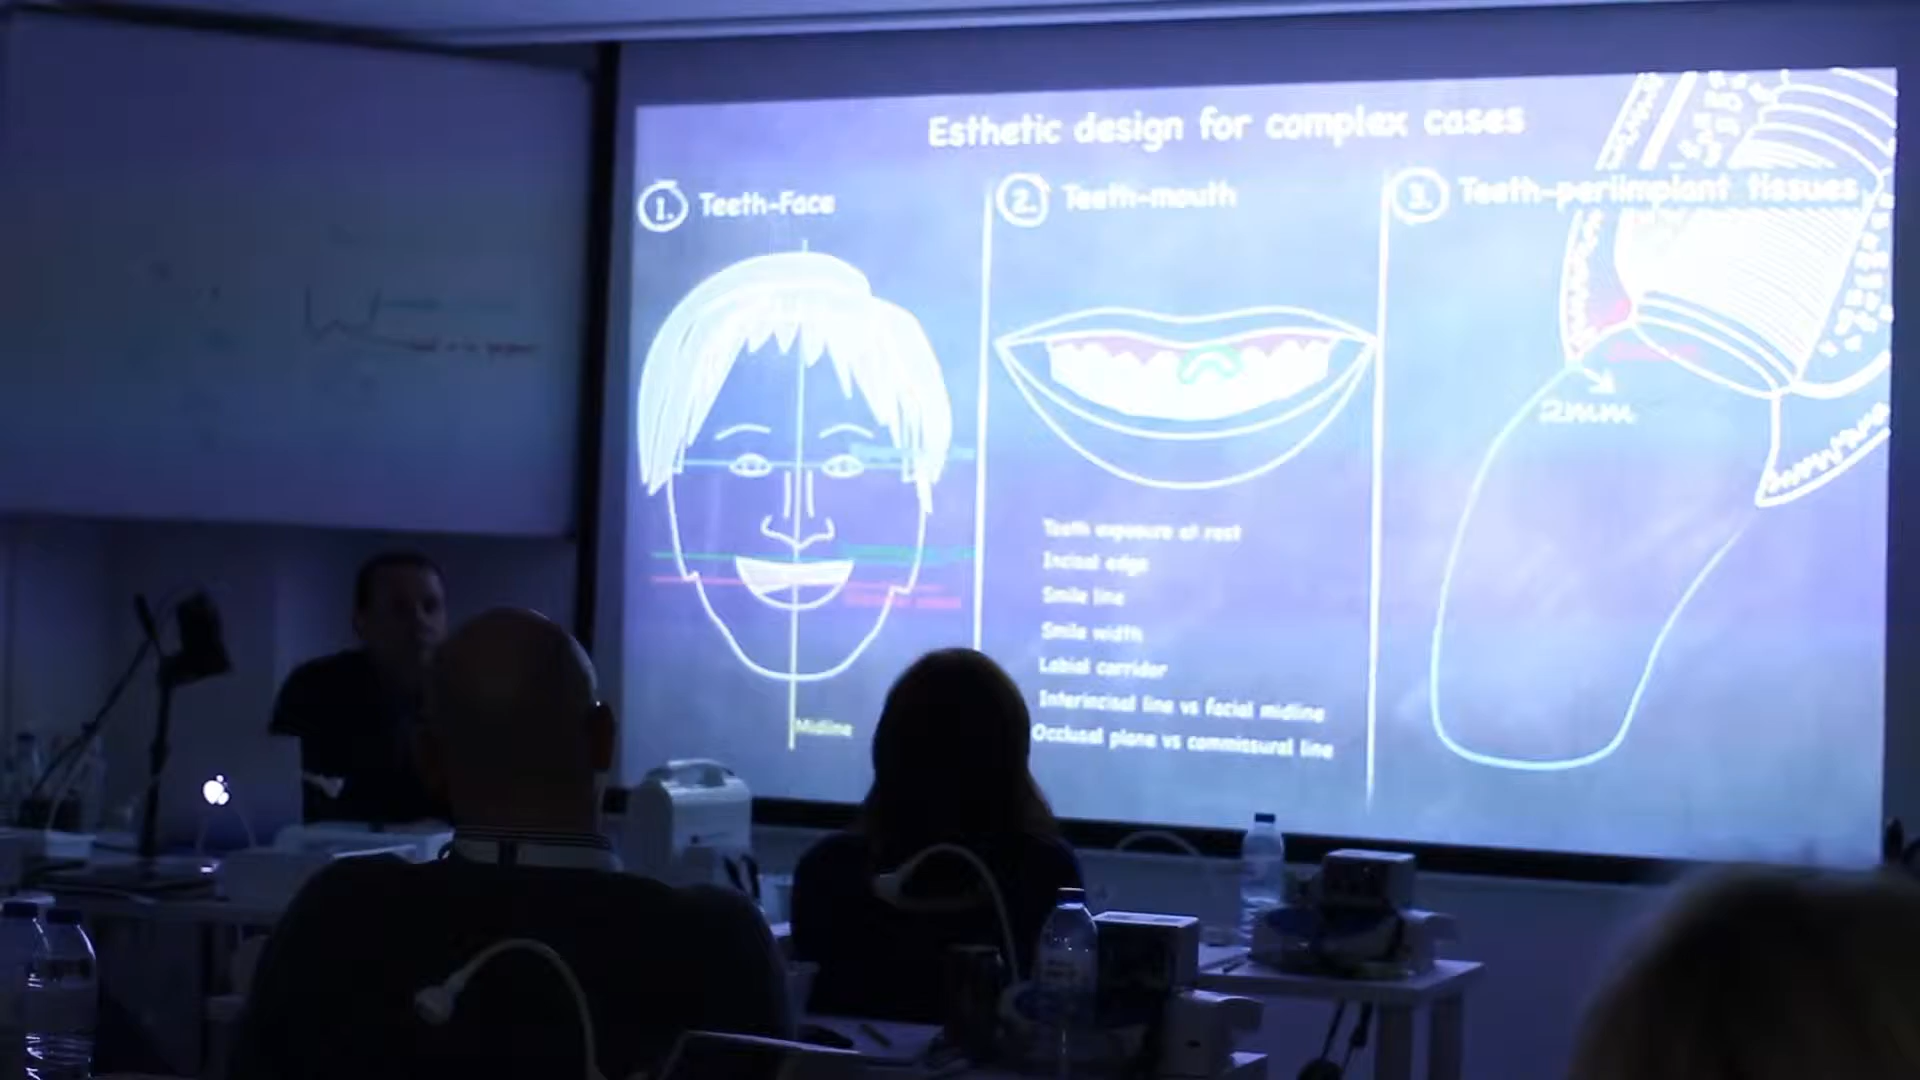 Esthetic design for complex cases
1. Teeth-Face
2. Teeth-mouth
3. Teeth-periimplant tissues
2mm
Teeth exposure at rest
Incisal edge
Smile line
Smile width
Labial corridor
Interincisal line vs facial midline
Occlusal plane vs commissural line
Midline